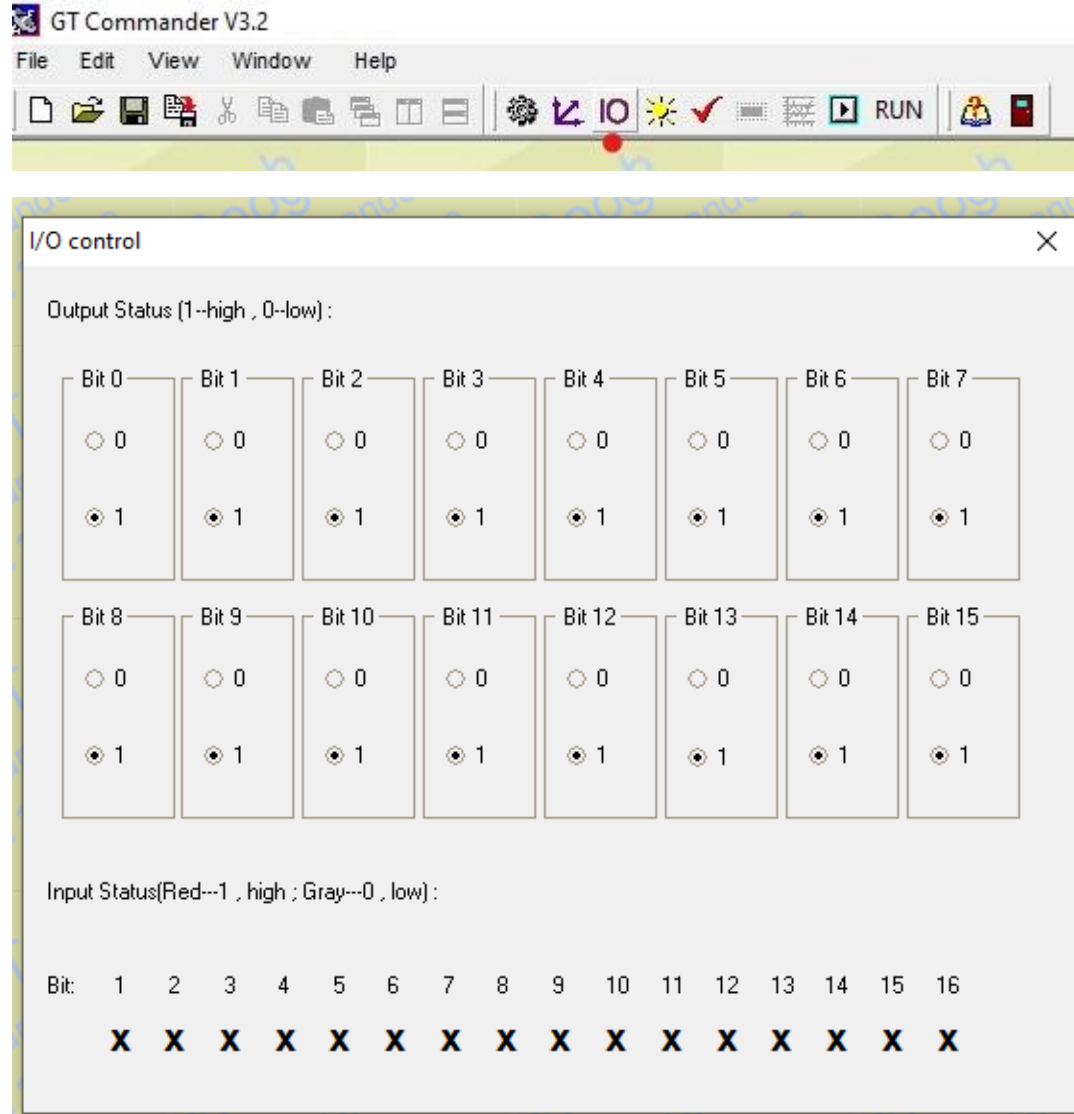 GT Commander V3.2
File Edit View Window Help
IO RUN
I/O control
Output Status (1--high , 0--low) :
Bit 0 Bit 1 Bit 2 Bit 3 Bit 4 Bit 5 Bit 6 Bit 7
0 0 0 0 0 0 0 0
1 1 1 1 1 1 1 1
Bit 8 Bit 9 Bit 10 Bit 11 Bit 12 Bit 13 Bit 14 Bit 15
0 0 0 0 0 0 0 0
1 1 1 1 1 1 1 1
Input Status(Red---1 , high ; Gray---0 , low) :
Bit: 1 2 3 4 5 6 7 8 9 10 11 12 13 14 15 16
X X X X X X X X X X X X X X X X